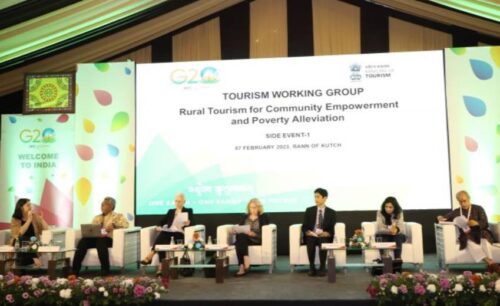 G20
TOURISM WORKING GROUP
Rural Tourism for Community Empowerment
and Poverty Alleviation
SIDE EVENT-1
07 FEBRUARY 2023, RANN OF KUTCH
TOURISM
G20
WELCOME
TO INDIA